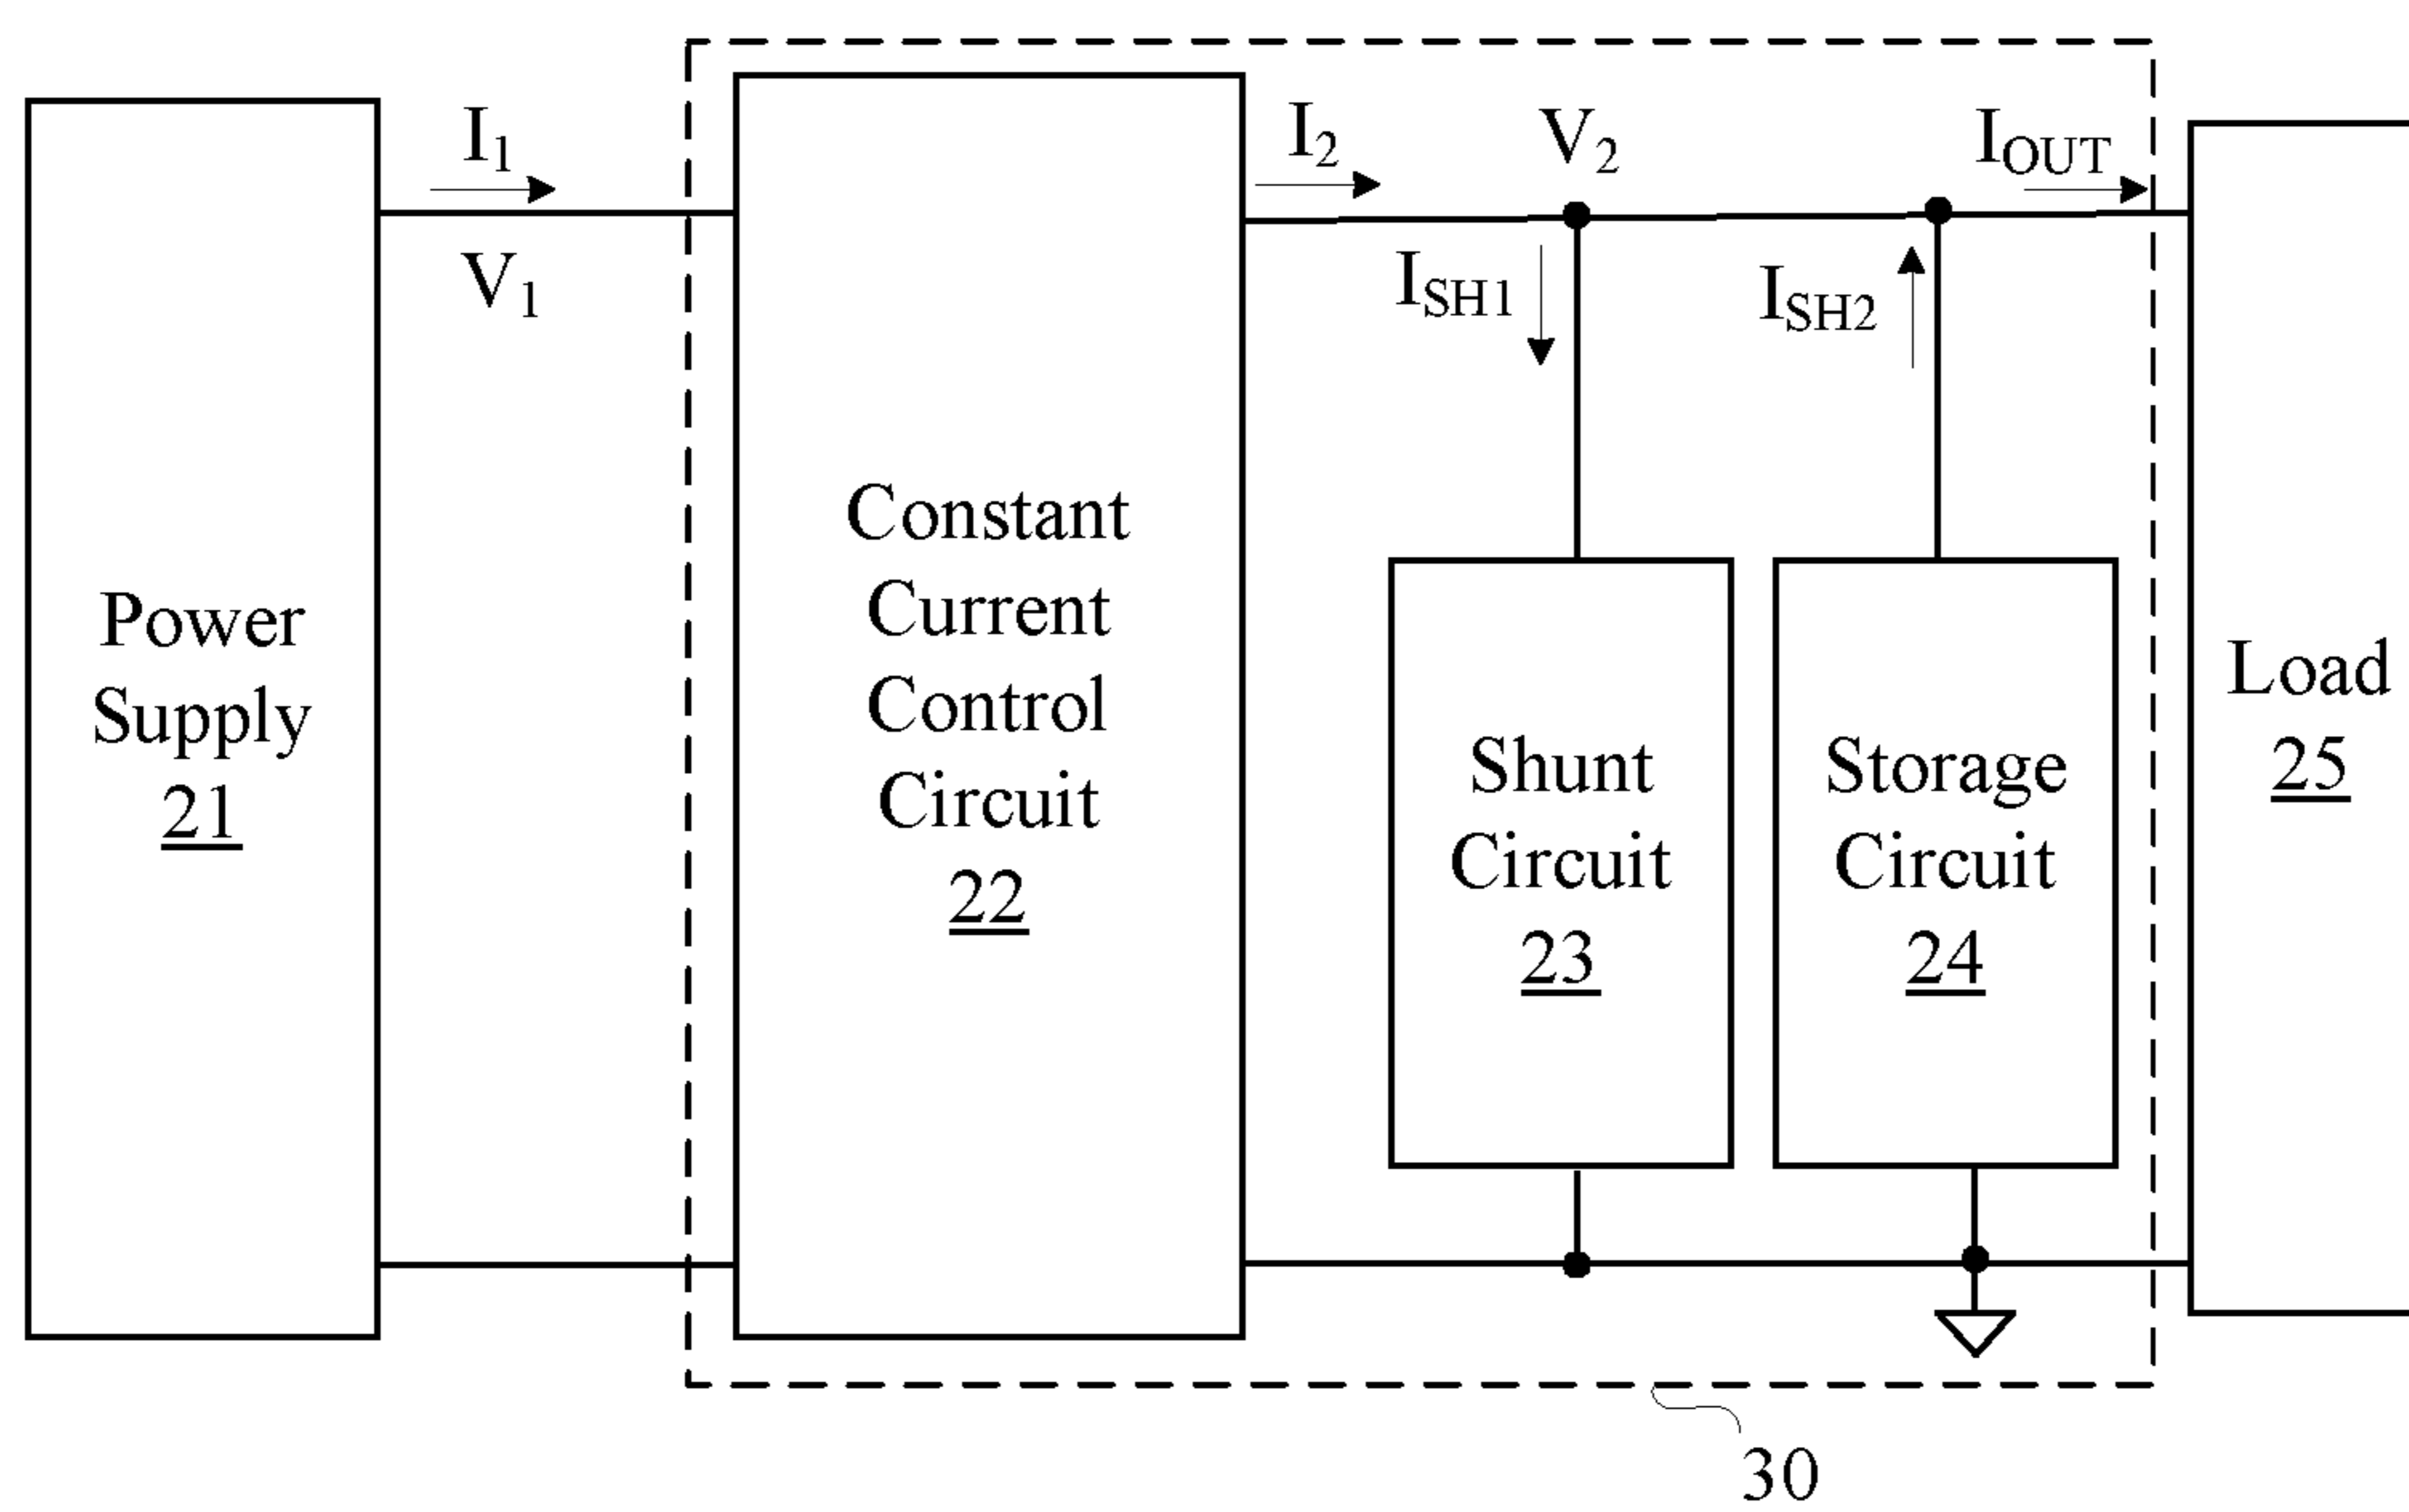 I1
V1
I2
V2
IOUT
ISH1
ISH2
Power
Supply
21
Constant
Current
Control
Circuit
22
Shunt
Circuit
23
Storage
Circuit
24
Load
25
30